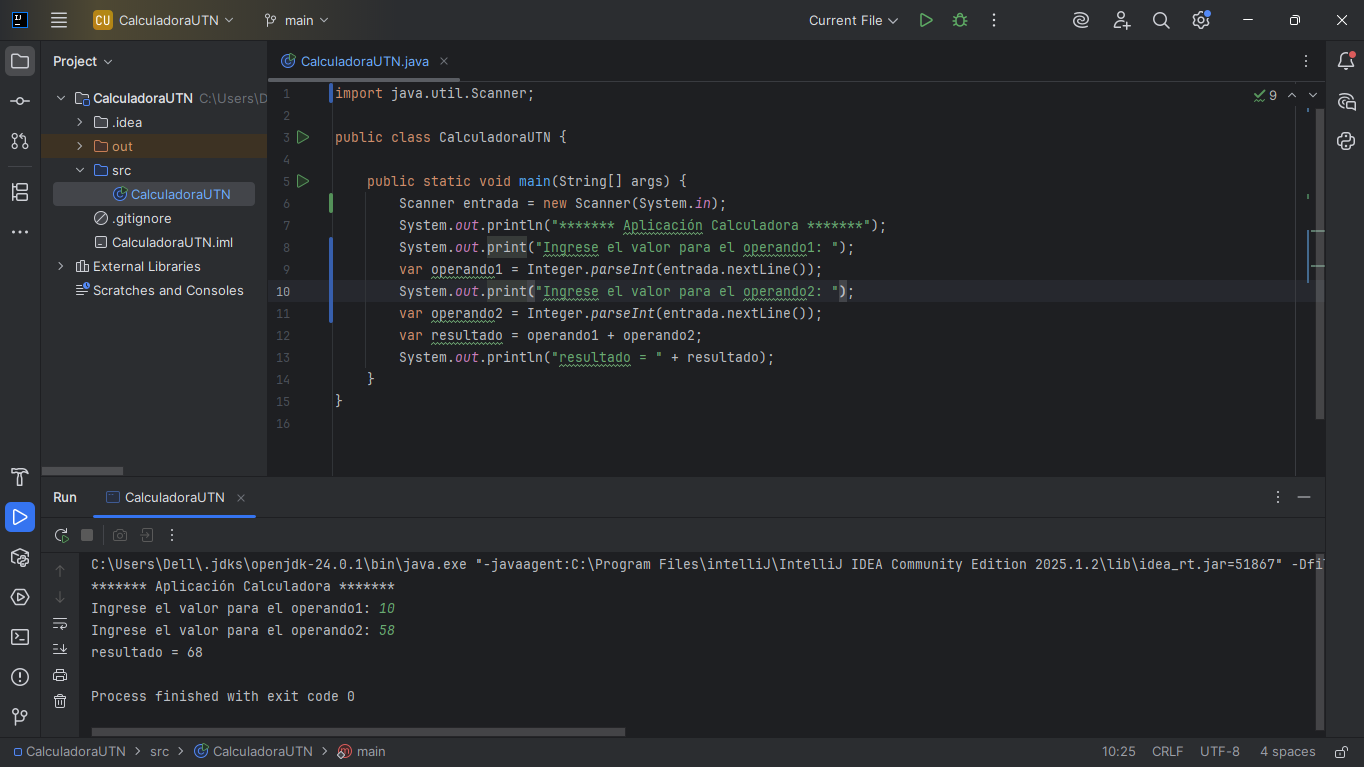 CU CalculadoraUTN main Current File
Project
CalculadoraUTN C:\Users\D
.idea
out
src
CalculadoraUTN
.gitignore
CalculadoraUTN.iml
External Libraries
Scratches and Consoles
CalculadoraUTN.java
9
1 import java.util.Scanner;
2
3 public class CalculadoraUTN {
4
5 public static void main(String[] args) {
6 Scanner entrada = new Scanner(System.in);
7 System.out.println("******* Aplicación Calculadora *******");
8 System.out.print("Ingrese el valor para el operando1: ");
9 var operando1 = Integer.parseInt(entrada.nextLine());
10 System.out.print("Ingrese el valor para el operando2: ");
11 var operando2 = Integer.parseInt(entrada.nextLine());
12 var resultado = operando1 + operando2;
13 System.out.println("resultado = " + resultado);
14 }
15 }
16
Run CalculadoraUTN
C:\Users\Dell\.jdks\openjdk-24.0.1\bin\java.exe "-javaagent:C:\Program Files\intelliJ\IntelliJ IDEA Community Edition 2025.1.2\lib\idea_rt.jar=51867" -Dfi
******* Aplicación Calculadora *******
Ingrese el valor para el operando1: 10
Ingrese el valor para el operando2: 58
resultado = 68
Process finished with exit code 0
CalculadoraUTN > src > CalculadoraUTN > main 10:25 CRLF UTF-8 4 spaces